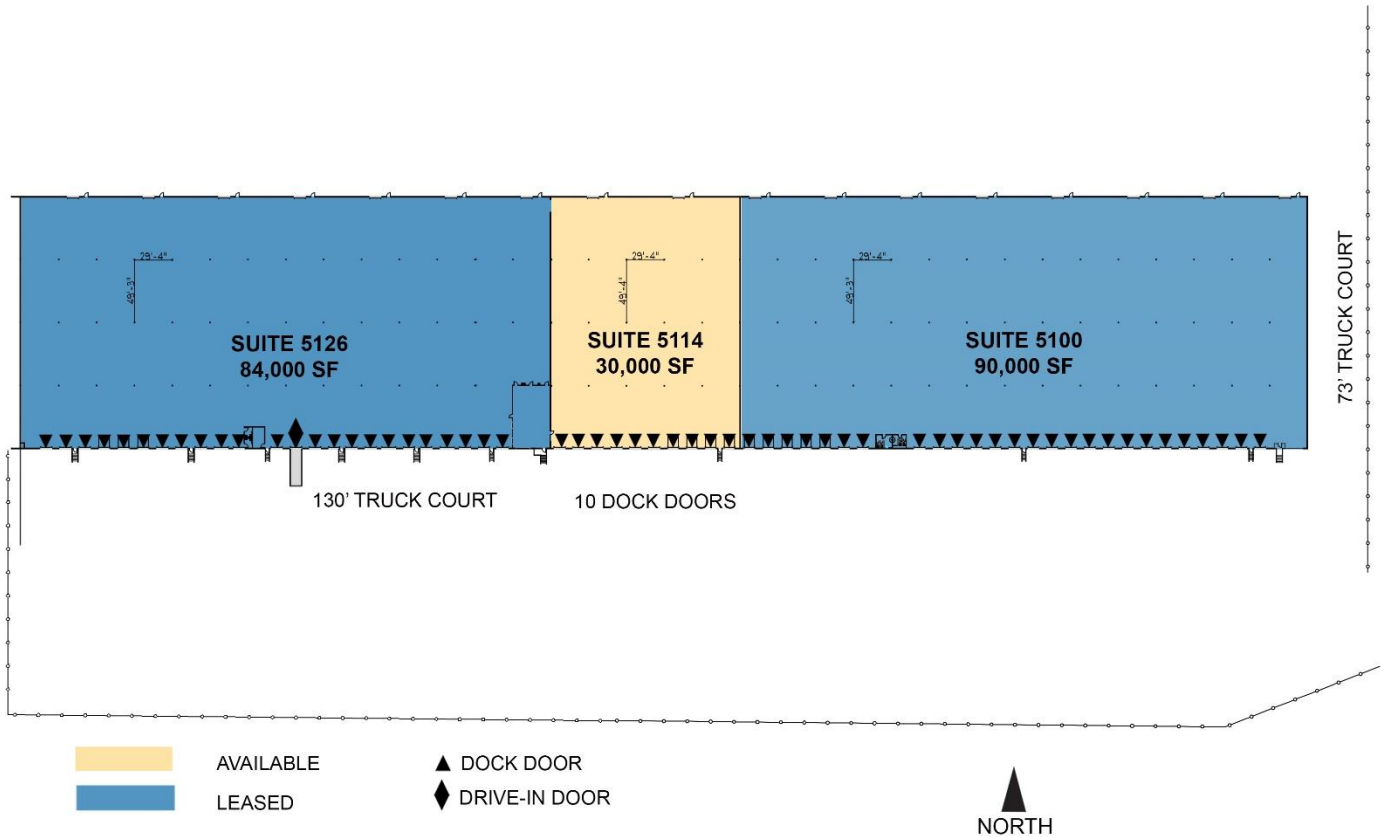 29'-4"
49'-3"
SUITE 5126
84,000 SF
29'-4"
49'-4"
SUITE 5114
30,000 SF
29'-4"
49'-3"
SUITE 5100
90,000 SF
73' TRUCK COURT
130’ TRUCK COURT
10 DOCK DOORS
AVAILABLE
LEASED
DOCK DOOR
DRIVE-IN DOOR
NORTH